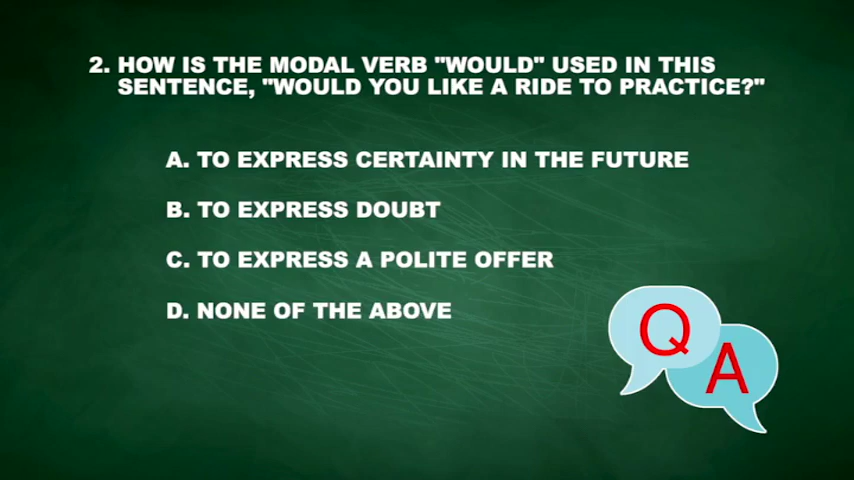 2. HOW IS THE MODAL VERB "WOULD" USED IN THIS
SENTENCE, "WOULD YOU LIKE A RIDE TO PRACTICE?"
A. TO EXPRESS CERTAINTY IN THE FUTURE
B. TO EXPRESS DOUBT
C. TO EXPRESS A POLITE OFFER
D. NONE OF THE ABOVE
Q
A